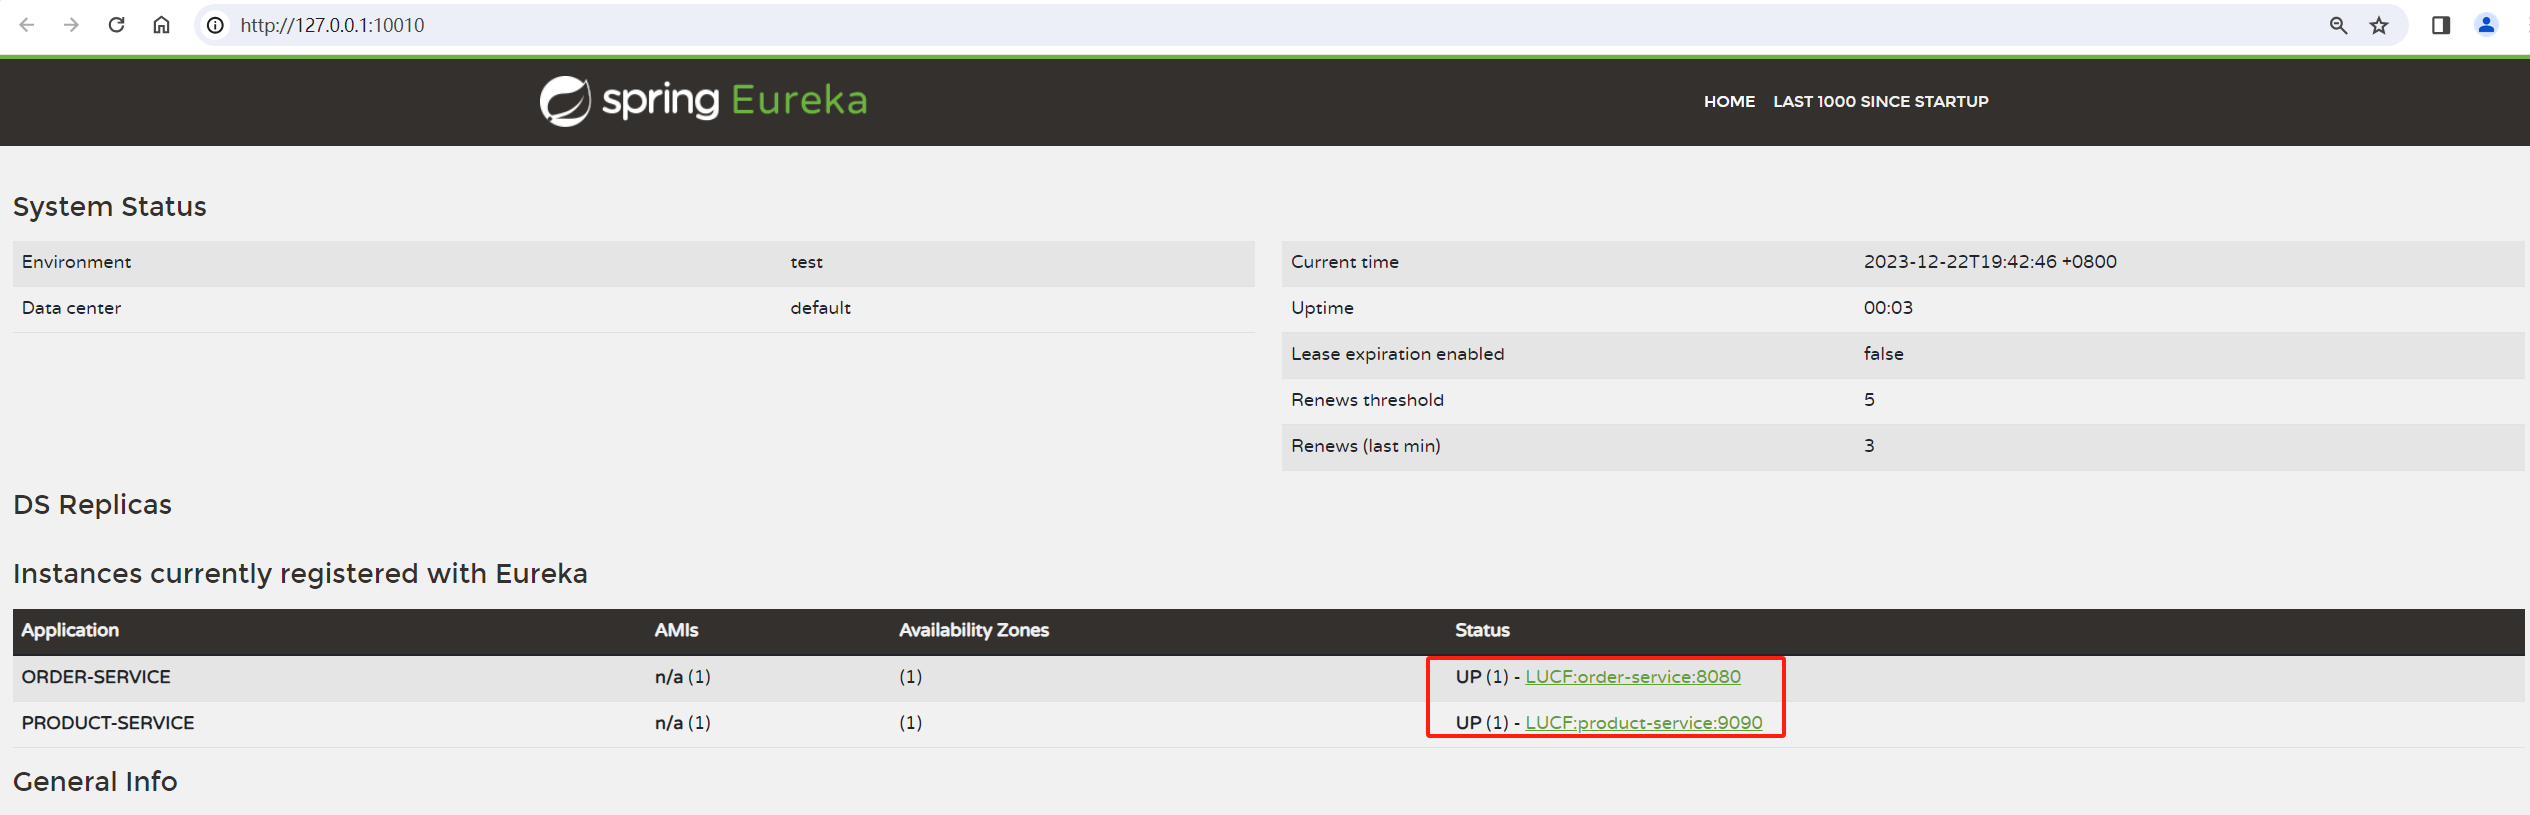 http://127.0.0.1:10010
spring Eureka
HOME LAST 1000 SINCE STARTUP
System Status
Environment test
Data center default
Current time 2023-12-22T19:42:46 +0800
Uptime 00:03
Lease expiration enabled false
Renews threshold 5
Renews (last min) 3
DS Replicas
Instances currently registered with Eureka
Application AMIs Availability Zones Status
ORDER-SERVICE n/a (1) (1) UP (1) - LUCF:order-service:8080
PRODUCT-SERVICE n/a (1) (1) UP (1) - LUCF:product-service:9090
General Info